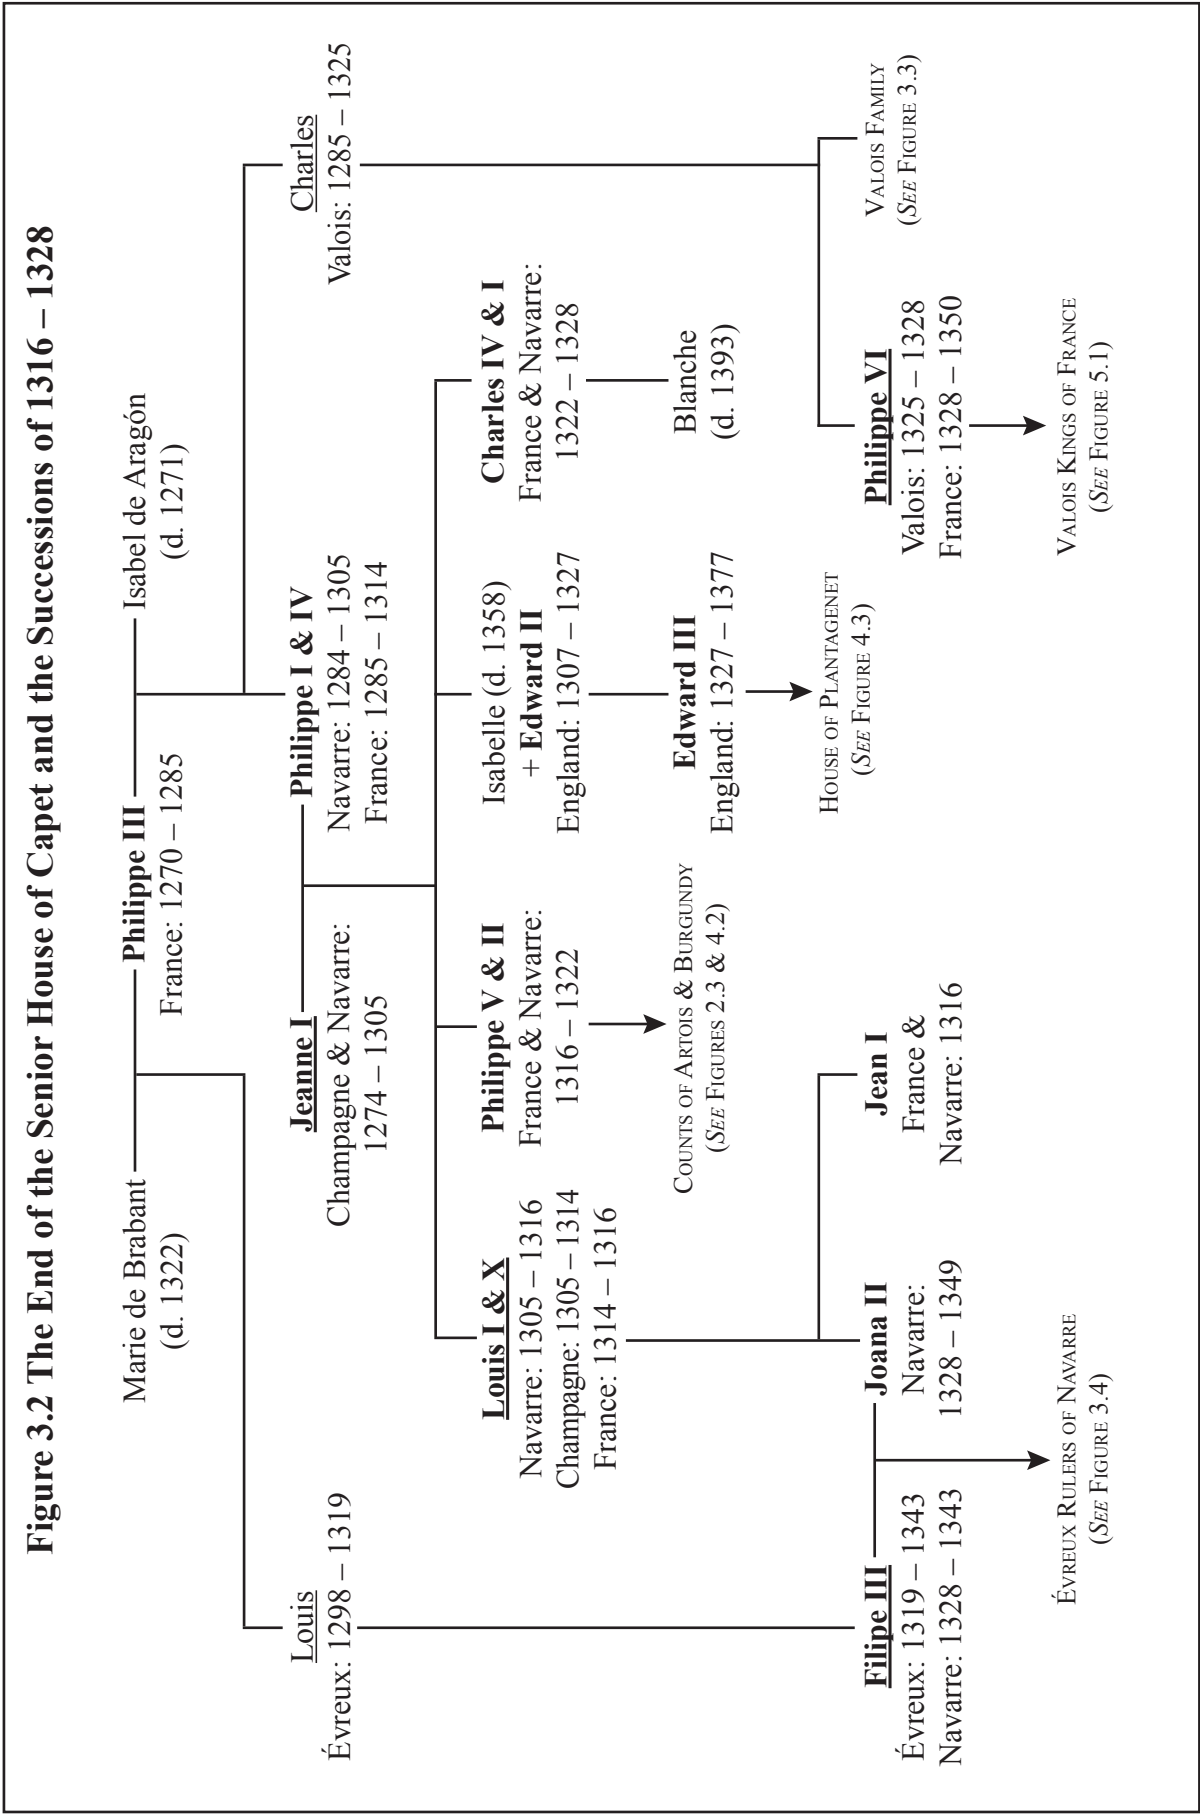 Figure 3.2 The End of the Senior House of Capet and the Successions of 1316 – 1328
Marie de Brabant
(d. 1322)
Philippe III
France: 1270 – 1285
Isabel de Aragón
(d. 1271)
Louis
Évreux: 1298 – 1319
Jeanne I
Champagne & Navarre:
1274 – 1305
Philippe I & IV
Navarre: 1284 – 1305
France: 1285 – 1314
Charles
Valois: 1285 – 1325
Louis I & X
Navarre: 1305 – 1316
Champagne: 1305 – 1314
France: 1314 – 1316
Philippe V & II
France & Navarre:
1316 – 1322
Counts of Artois & Burgundy
(See Figures 2.3 & 4.2)
Isabelle (d. 1358)
+ Edward II
England: 1307 – 1327
Edward III
England: 1327 – 1377
House of Plantagenet
(See Figure 4.3)
Charles IV & I
France & Navarre:
1322 – 1328
Blanche
(d. 1393)
Filipe III
Évreux: 1319 – 1343
Navarre: 1328 – 1343
Joana II
Navarre:
1328 – 1349
Jean I
France &
Navarre: 1316
Philippe VI
Valois: 1325 – 1328
France: 1328 – 1350
Valois Family
(See Figure 3.3)
Évreux Rulers of Navarre
(See Figure 3.4)
Valois Kings of France
(See Figure 5.1)